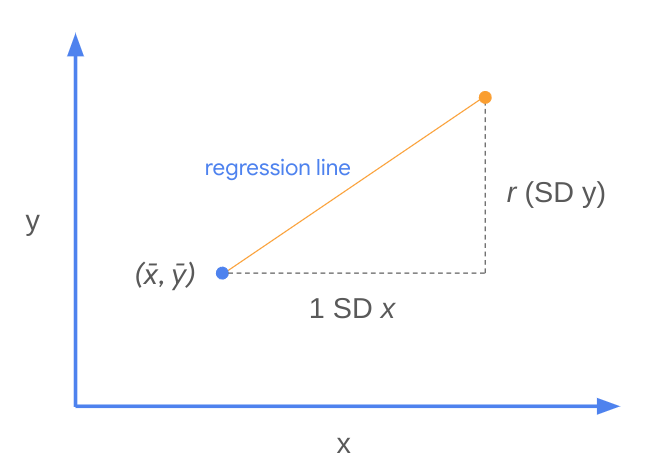 regression line
r (SD y)
y
(x̄, ȳ)
1 SD x
x